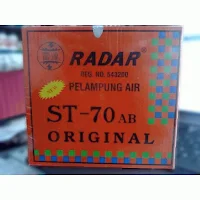 RADAR
REG. NO. 543200
PELAMPUNG AIR
ST-70 AB
ORIGINAL